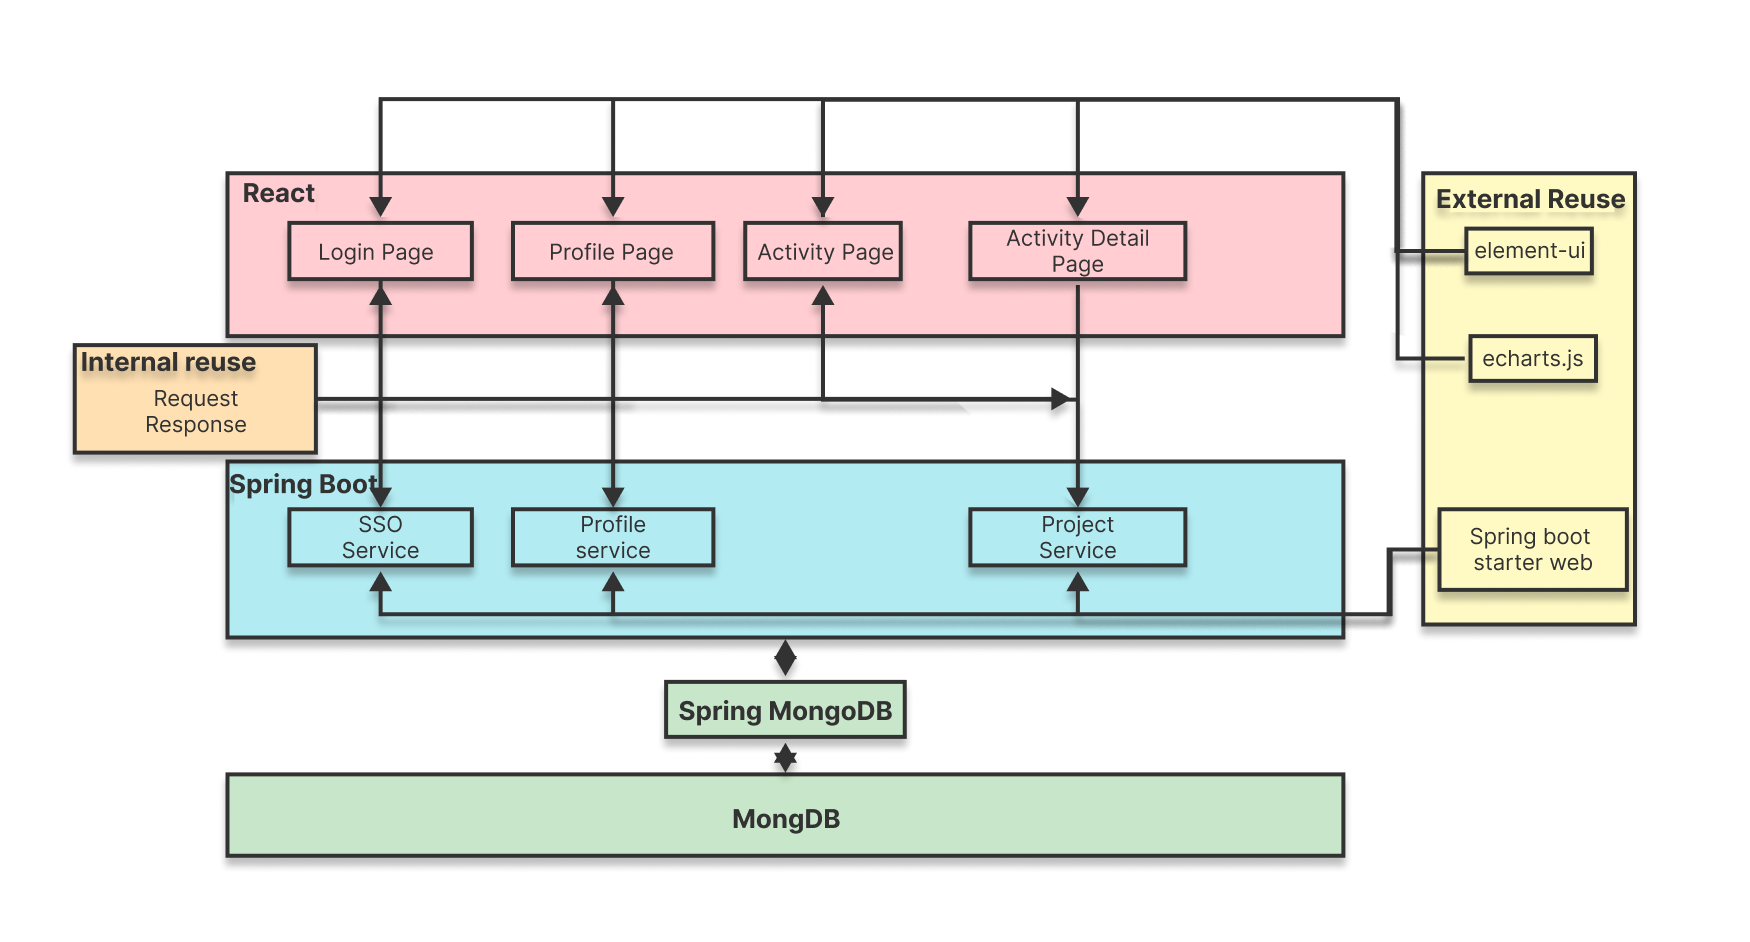 React
External Reuse
Login Page
Profile Page
Activity Page
Activity Detail
Page
element-ui
Internal reuse
Request
Response
echarts.js
Spring Boot
SSO
Service
Profile
service
Project
Service
Spring boot
starter web
Spring MongoDB
MongDB